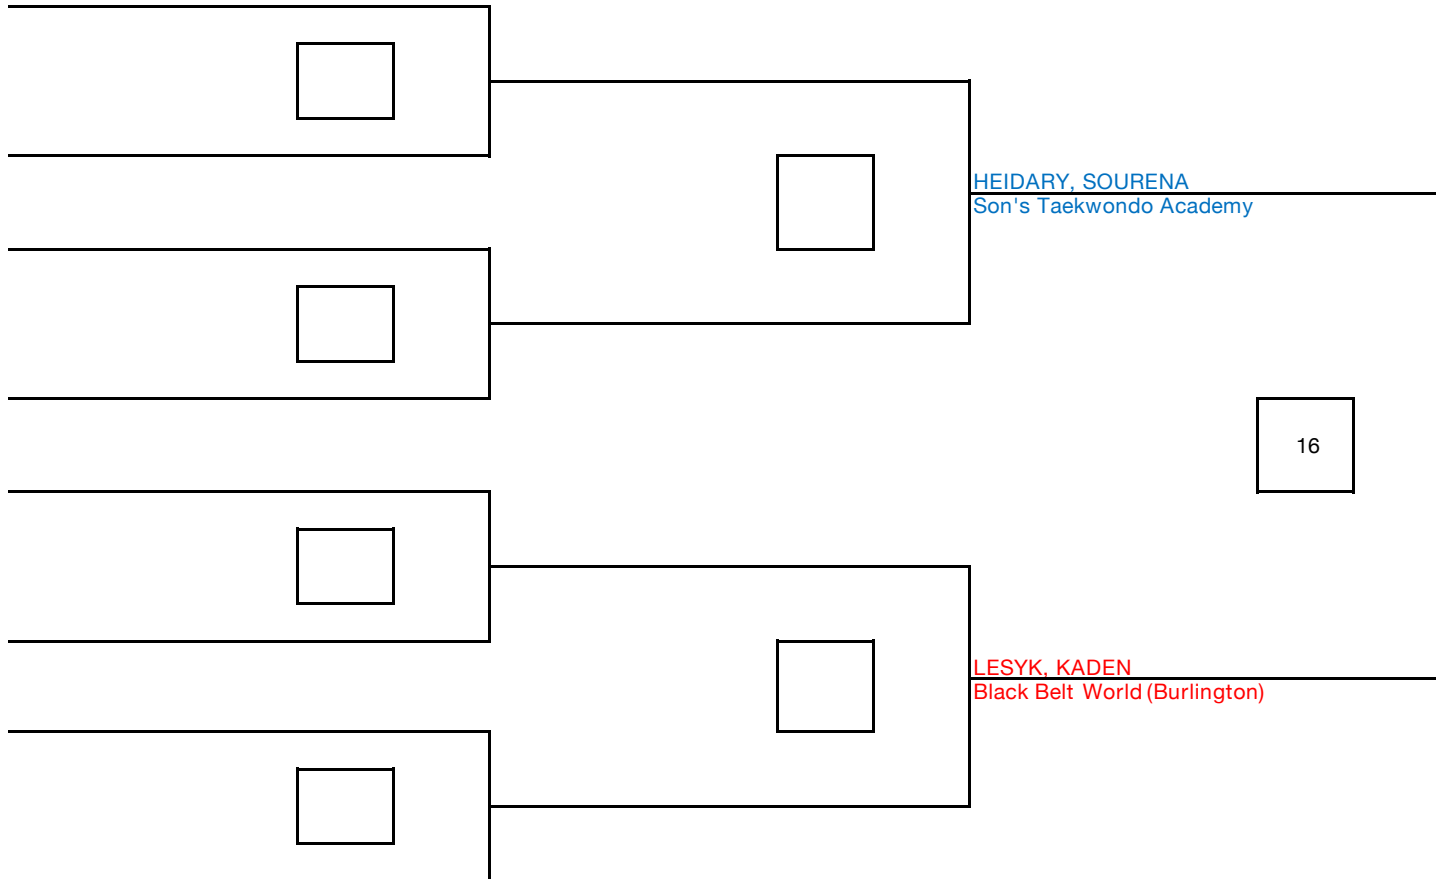 HEIDARY, SOURENA
Son's Taekwondo Academy
16
LESYK, KADEN
Black Belt World (Burlington)